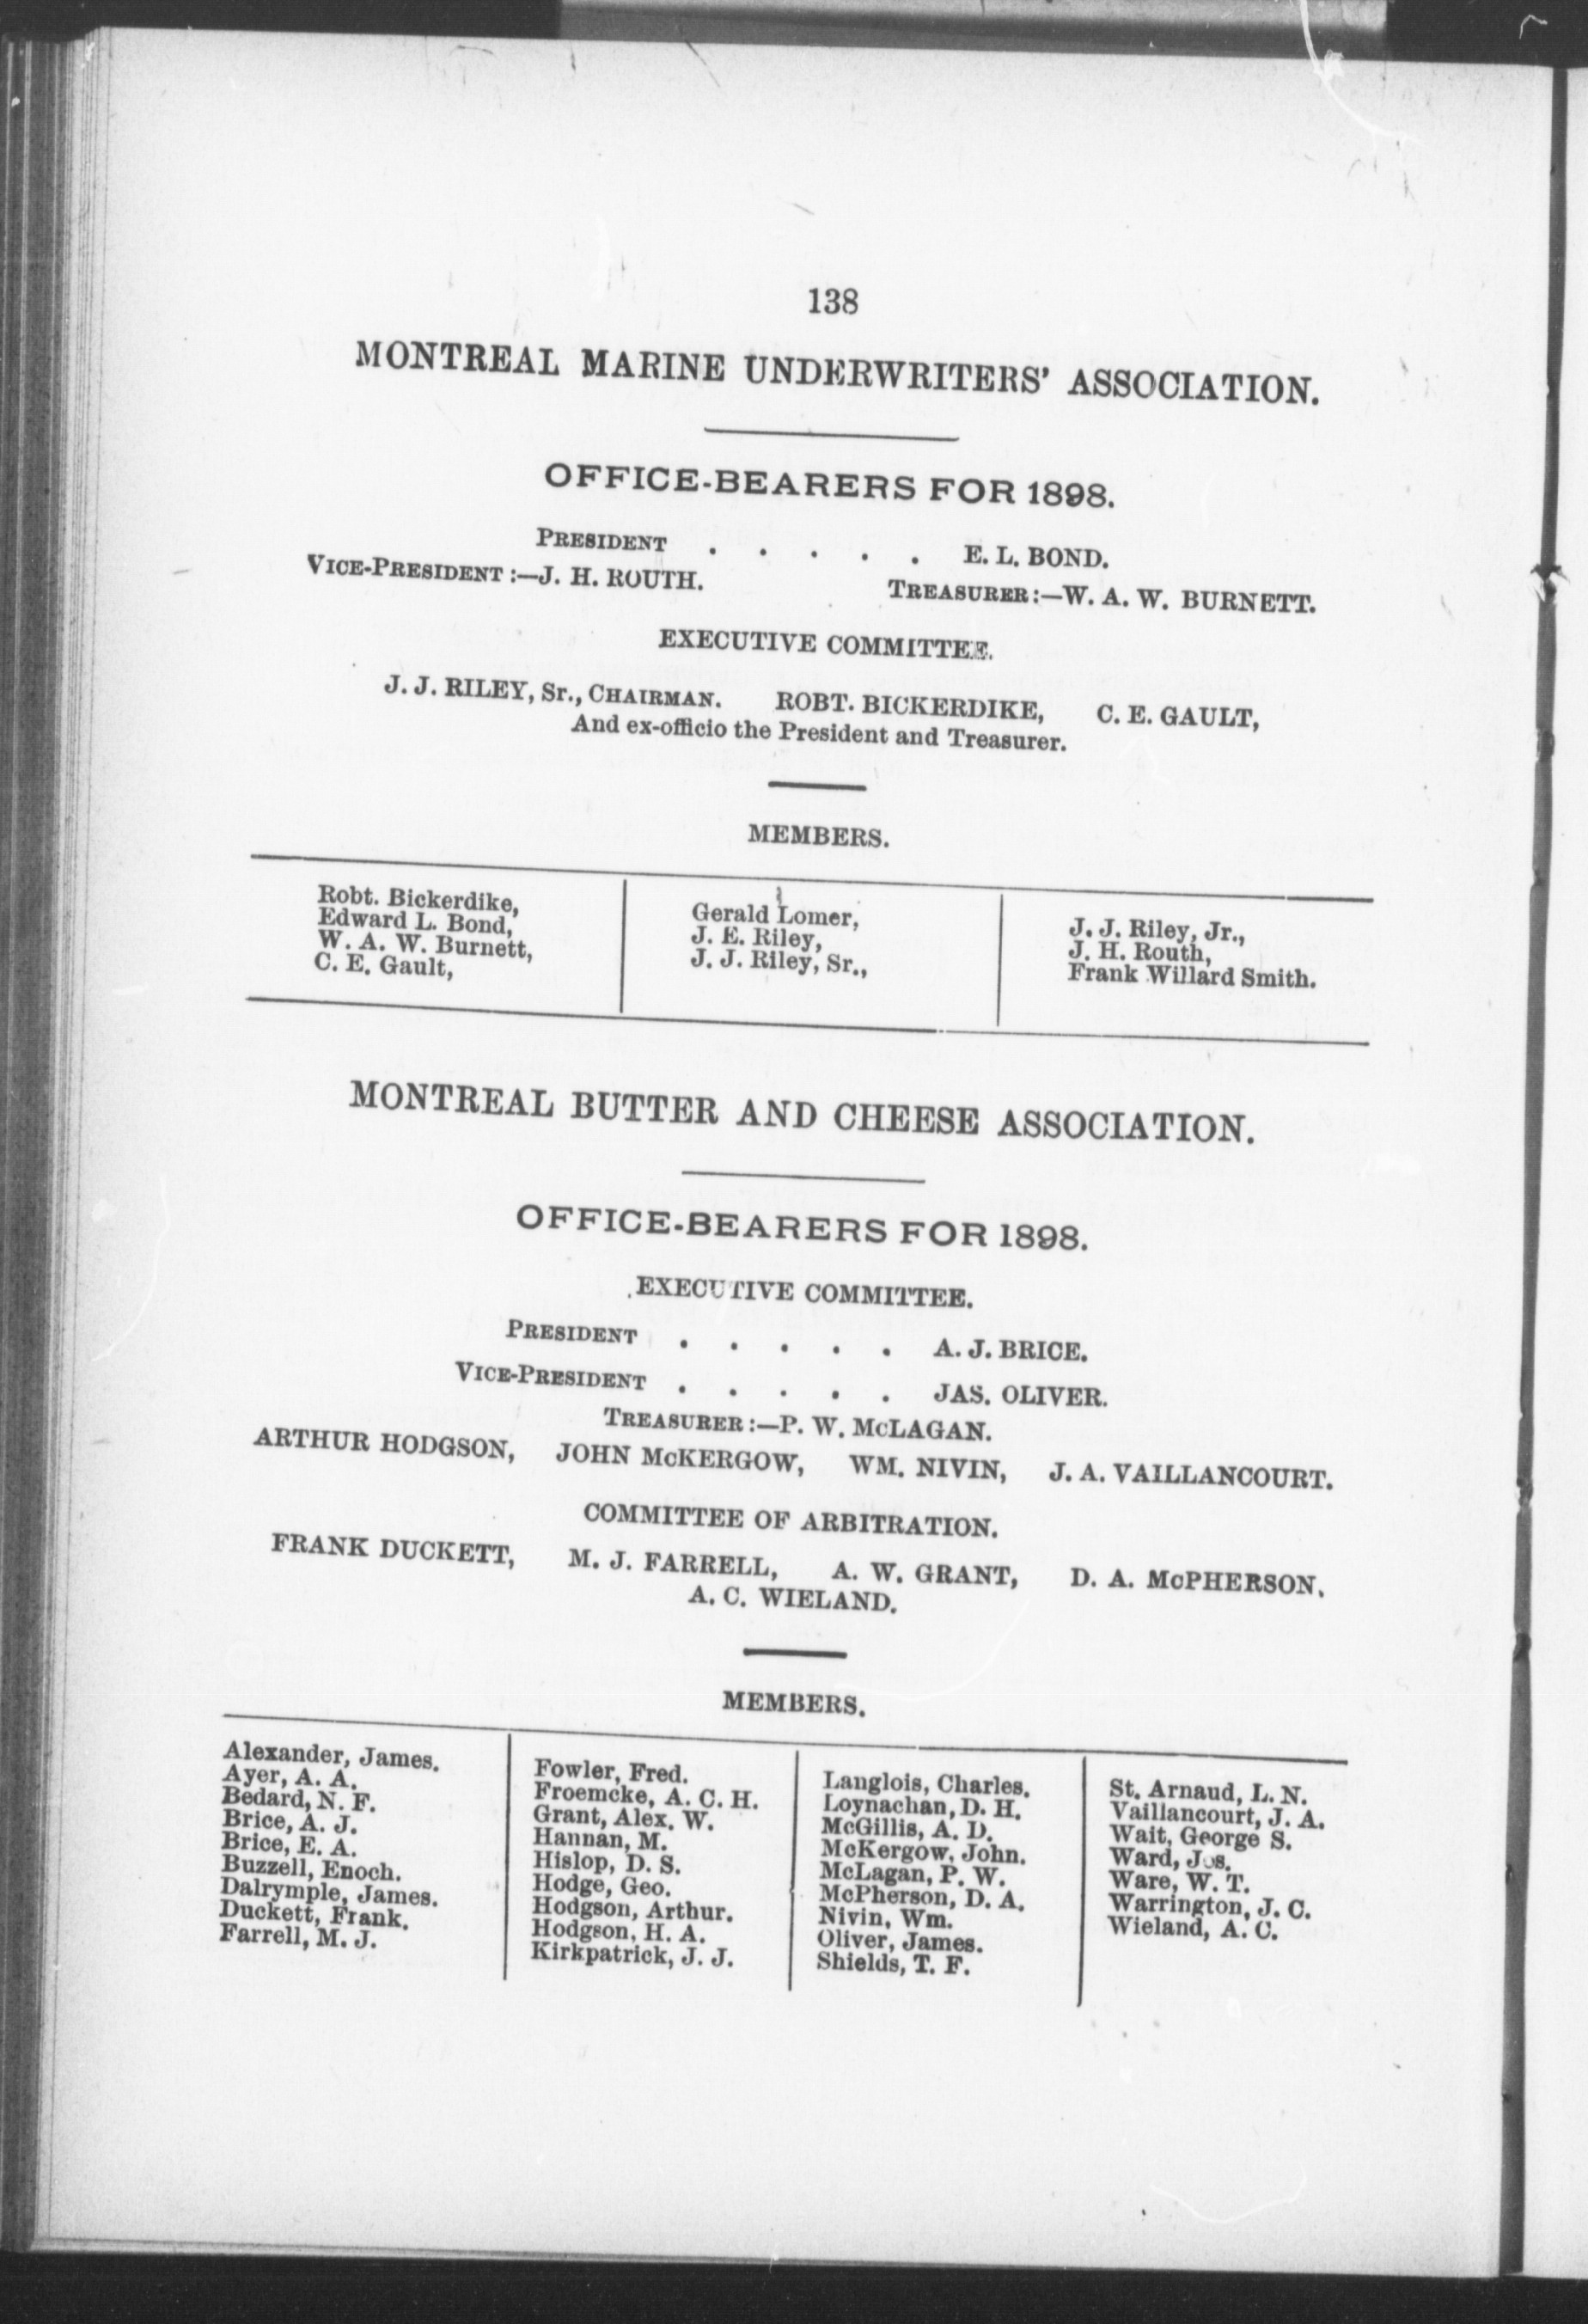 138
MONTREAL MARINE UNDERWRITERS' ASSOCIATION.
OFFICE-BEARERS FOR 1898.
PRESIDENT . . . . . E. L. BOND.
VICE-PRESIDENT :—J. H. ROUTH. TREASURER :—W. A. W. BURNETT.
EXECUTIVE COMMITTEE.
J. J. RILEY, Sr., CHAIRMAN. ROBT. BICKERDIKE, C. E. GAULT,
And ex-officio the President and Treasurer.
MEMBERS.
Robt. Bickerdike,
Edward L. Bond,
W. A. W. Burnett,
C. E. Gault,
Gerald Lomer,
J. E. Riley,
J. J. Riley, Sr.,
J. J. Riley, Jr.,
J. H. Routh,
Frank Willard Smith.
MONTREAL BUTTER AND CHEESE ASSOCIATION.
OFFICE-BEARERS FOR 1898.
EXECUTIVE COMMITTEE.
PRESIDENT . . . . . A. J. BRICE.
VICE-PRESIDENT . . . . . JAS. OLIVER.
TREASURER :—P. W. McLAGAN.
ARTHUR HODGSON, JOHN McKERGOW, WM. NIVIN, J. A. VAILLANCOURT.
COMMITTEE OF ARBITRATION.
FRANK DUCKETT, M. J. FARRELL, A. W. GRANT, D. A. McPHERSON.
A. C. WIELAND.
MEMBERS.
Alexander, James.
Ayer, A. A.
Bedard, N. F.
Brice, A. J.
Brice, E. A.
Buzzell, Enoch.
Dalrymple, James.
Duckett, Frank.
Farrell, M. J.
Fowler, Fred.
Froemcke, A. C. H.
Grant, Alex. W.
Hannan, M.
Hislop, D. S.
Hodge, Geo.
Hodgson, Arthur.
Hodgson, H. A.
Kirkpatrick, J. J.
Langlois, Charles.
Loynachan, D. H.
McGillis, A. D.
McKergow, John.
McLagan, P. W.
McPherson, D. A.
Nivin, Wm.
Oliver, James.
Shields, T. F.
St. Arnaud, L. N.
Vaillancourt, J. A.
Wait, George S.
Ward, Jos.
Ware, W. T.
Warrington, J. C.
Wieland, A. C.